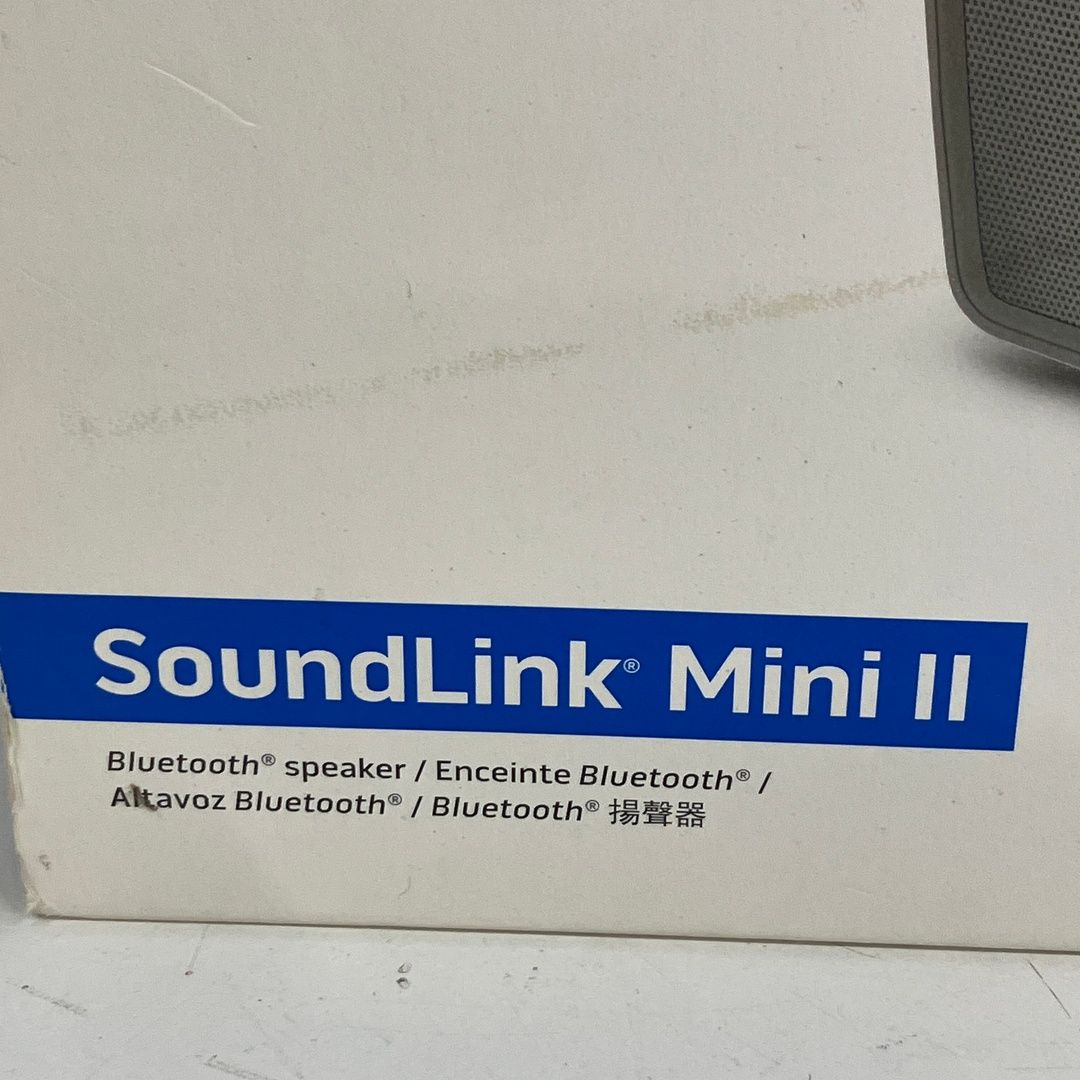 SoundLink® Mini II
Bluetooth® speaker / Enceinte Bluetooth® /
Altavoz Bluetooth® / Bluetooth® 揚聲器